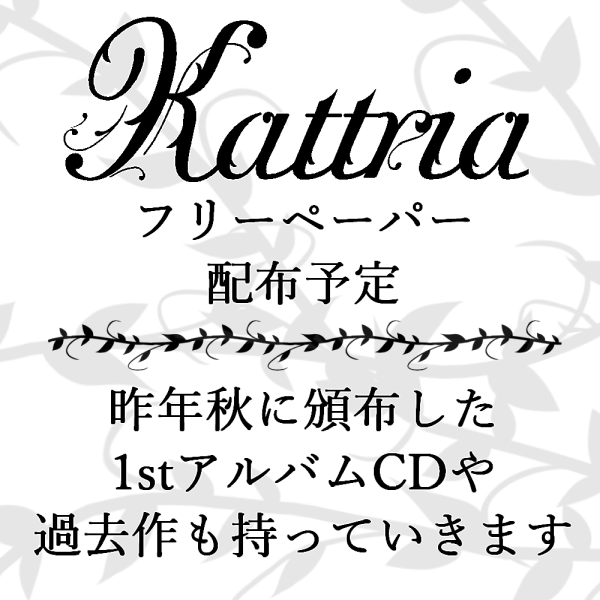 Kattria
フリーペーパー
配布予定
昨年秋に頒布した
1stアルバムCDや
過去作も持っていきます